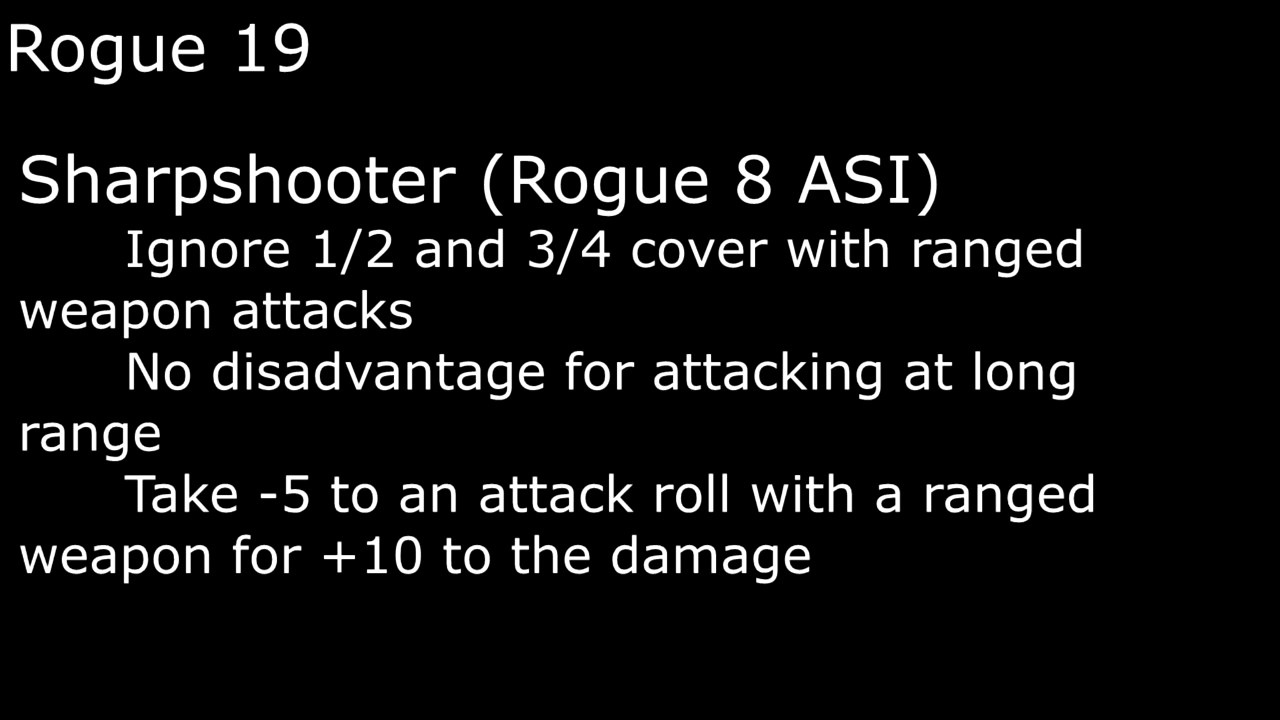 Rogue 19
Sharpshooter (Rogue 8 ASI)
Ignore 1/2 and 3/4 cover with ranged
weapon attacks
No disadvantage for attacking at long
range
Take -5 to an attack roll with a ranged
weapon for +10 to the damage